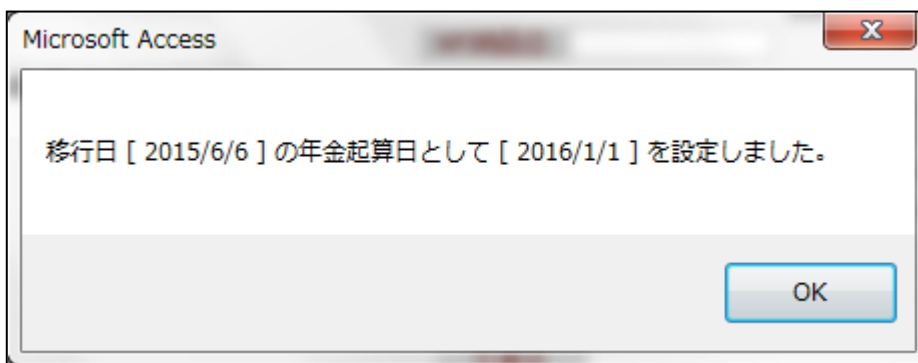 Microsoft Access
移行日 [ 2015/6/6 ] の年金起算日として [ 2016/1/1 ] を設定しました。
OK